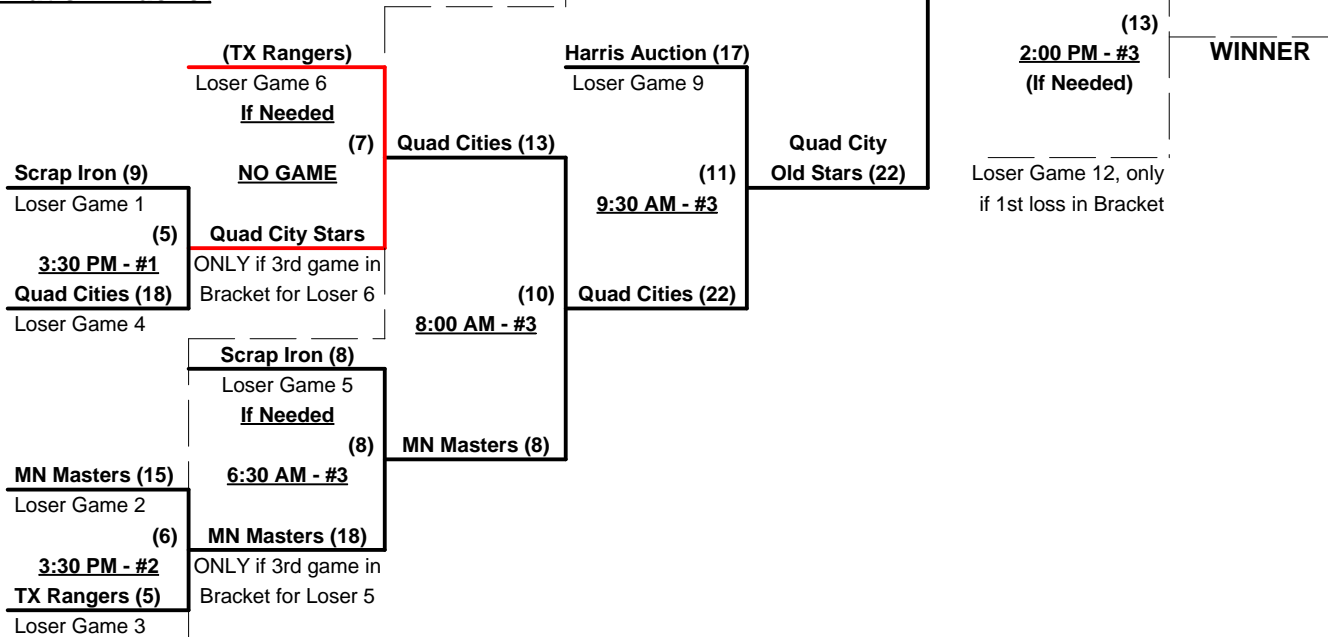 (13)
(TX Rangers)
Harris Auction (17)
2:00 PM - #3
WINNER
Loser Game 6
Loser Game 9
(If Needed)
If Needed
(7)
Quad Cities (13)
Quad City
Scrap Iron (9)
NO GAME
(11)
Old Stars (22)
Loser Game 12, only
Loser Game 1
9:30 AM - #3
if 1st loss in Bracket
(5)
Quad City Stars
3:30 PM - #1
ONLY if 3rd game in
Quad Cities (18)
Bracket for Loser 6
(10)
Quad Cities (22)
Loser Game 4
8:00 AM - #3
Scrap Iron (8)
Loser Game 5
If Needed
(8)
MN Masters (8)
MN Masters (15)
6:30 AM - #3
Loser Game 2
(6)
MN Masters (18)
3:30 PM - #2
ONLY if 3rd game in
TX Rangers (5)
Bracket for Loser 5
Loser Game 3